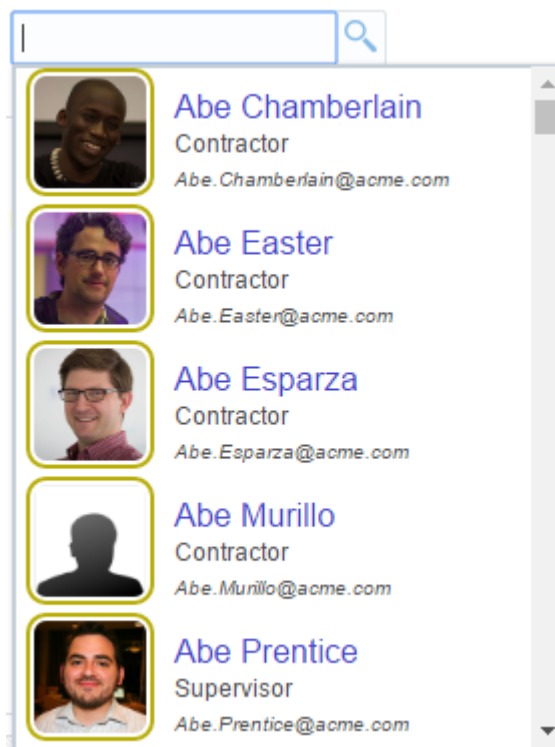 Abe Chamberlain
Contractor
Abe.Chamberlain@acme.com
Abe Easter
Contractor
Abe.Easter@acme.com
Abe Esparza
Contractor
Abe.Esparza@acme.com
Abe Murillo
Contractor
Abe.Murillo@acme.com
Abe Prentice
Supervisor
Abe.Prentice@acme.com